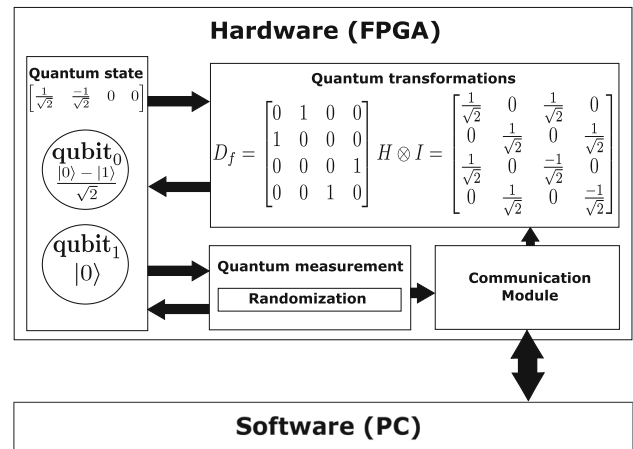 Hardware (FPGA)
Quantum state
[1/√2 -1/√2 0 0]
qubit₀
|0⟩ − |1⟩
√2
qubit₁
|0⟩
Quantum transformations
D_f = [0 1 0 0; 1 0 0 0; 0 0 0 1; 0 0 1 0] H ⊗ I = [1/√2 0 1/√2 0; 0 1/√2 0 1/√2; 1/√2 0 -1/√2 0; 0 1/√2 0 -1/√2]
Quantum measurement
Randomization
Communication
Module
Software (PC)